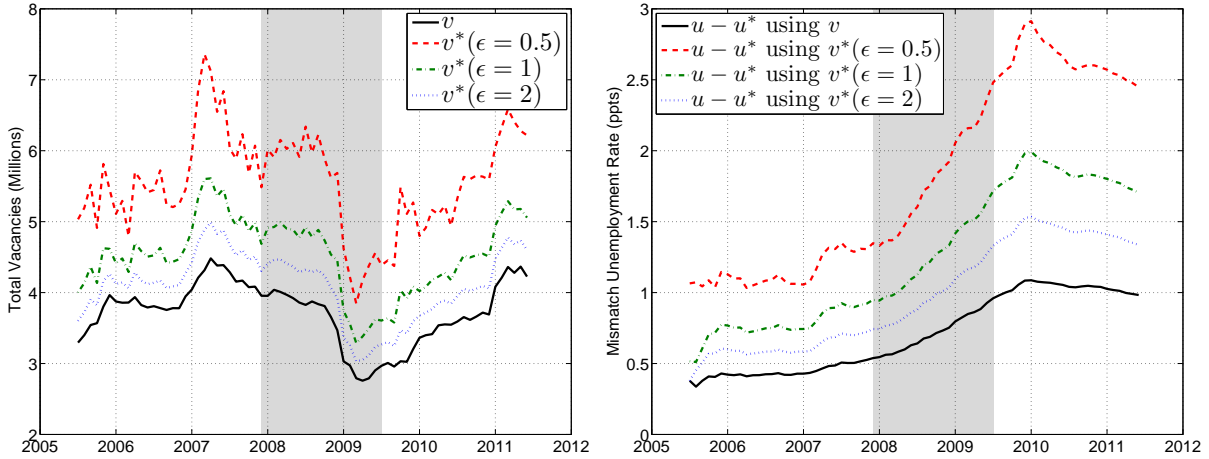 Total Vacancies (Millions)
8
7
6
5
4
3
2
2005 2006 2007 2008 2009 2010 2011 2012
v
v*(ϵ = 0.5)
v*(ϵ = 1)
v*(ϵ = 2)
Mismatch Unemployment Rate (ppts)
3
2.5
2
1.5
1
0.5
0
2005 2006 2007 2008 2009 2010 2011 2012
u − u* using v
u − u* using v*(ϵ = 0.5)
u − u* using v*(ϵ = 1)
u − u* using v*(ϵ = 2)